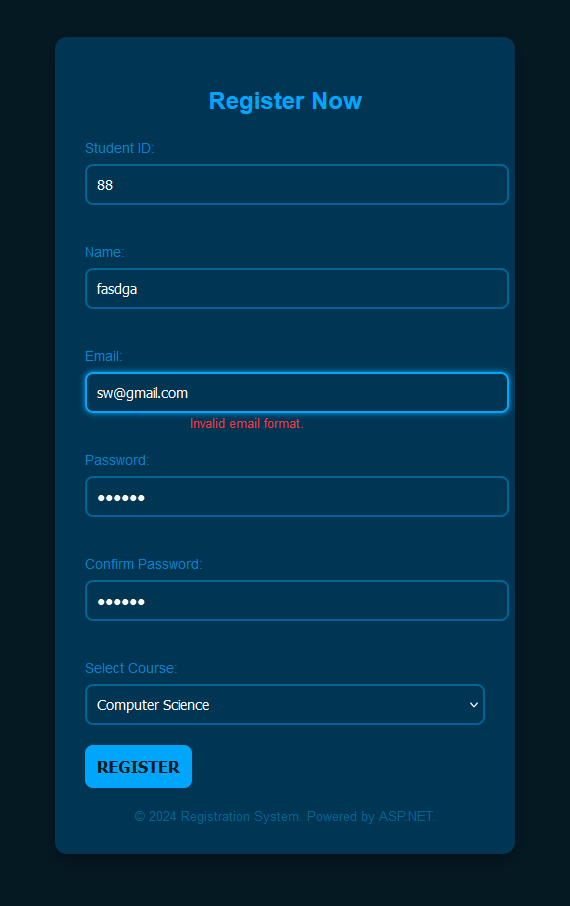 Register Now
Student ID:
88
Name:
fasdga
Email:
sw@gmail.com
Invalid email format.
Password:
●●●●●●
Confirm Password:
●●●●●●
Select Course:
Computer Science
REGISTER
© 2024 Registration System. Powered by ASP.NET.